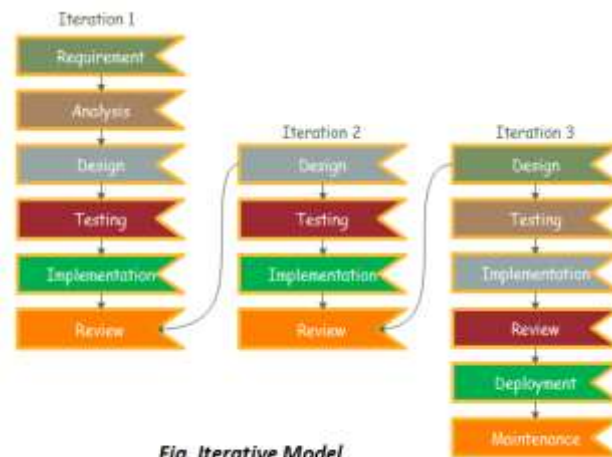 Iteration 1
Requirement
Analysis
Design
Testing
Implementation
Review
Iteration 2
Design
Testing
Implementation
Review
Iteration 3
Design
Testing
Implementation
Review
Deployment
Maintenance
Fig. Iterative Model